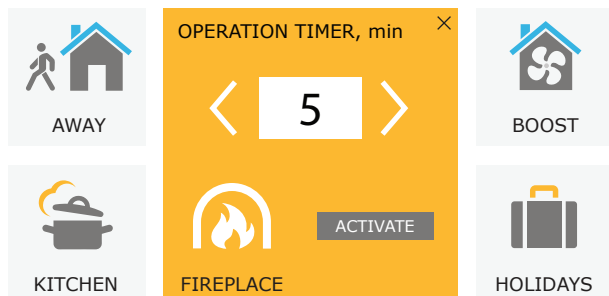 OPERATION TIMER, min
AWAY
5
BOOST
ACTIVATE
KITCHEN
FIREPLACE
HOLIDAYS